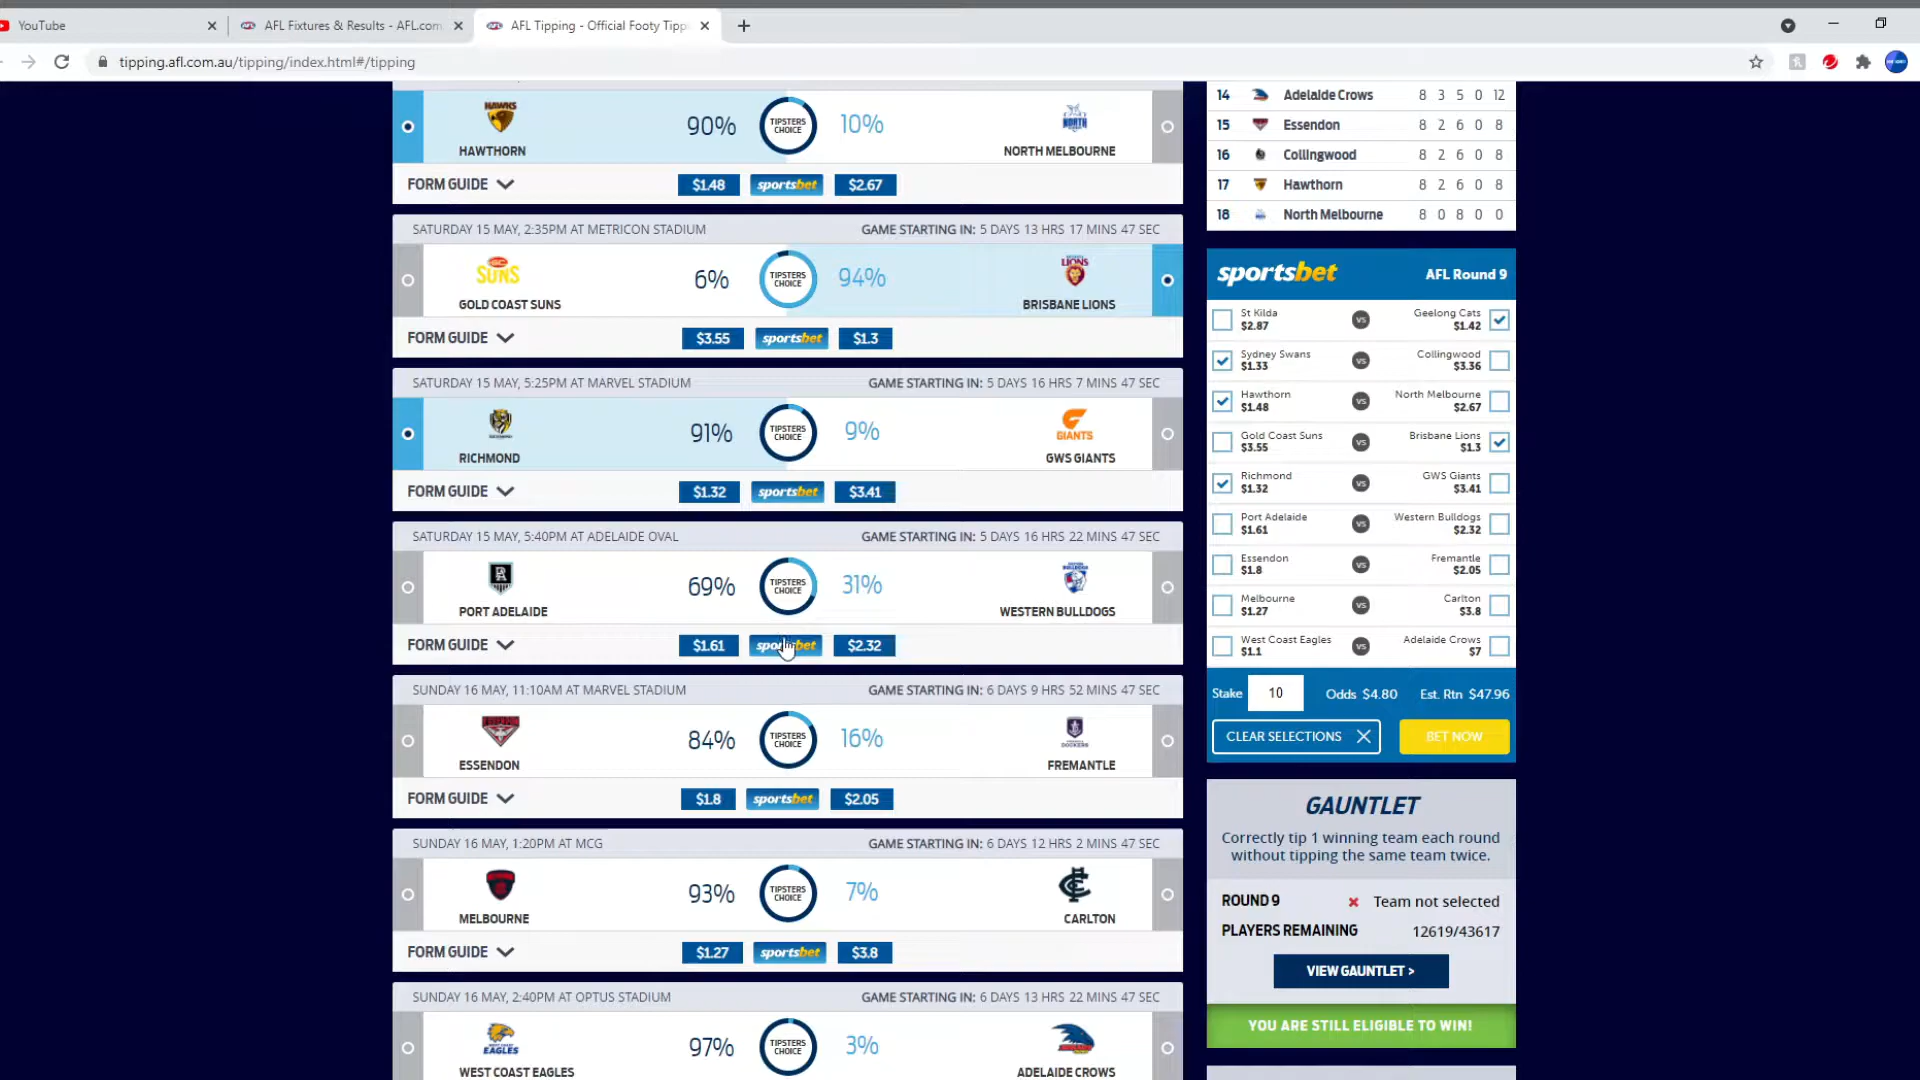 YouTube
AFL Fixtures & Results - AFL.com
AFL Tipping - Official Footy Tipp
tipping.afl.com.au/tipping/index.html#/tipping
HAWKS
HAWTHORN
90%
TIPSTERS CHOICE
10%
NORTH
NORTH MELBOURNE
FORM GUIDE
$1.48
sportsbet
$2.67
SATURDAY 15 MAY, 2:35PM AT METRICON STADIUM
GAME STARTING IN: 5 DAYS 13 HRS 17 MINS 47 SEC
SUNS
GOLD COAST SUNS
6%
TIPSTERS CHOICE
94%
LIONS
BRISBANE LIONS
FORM GUIDE
$3.55
sportsbet
$1.3
SATURDAY 15 MAY, 5:25PM AT MARVEL STADIUM
GAME STARTING IN: 5 DAYS 16 HRS 7 MINS 47 SEC
RICHMOND
91%
TIPSTERS CHOICE
9%
GIANTS
GWS GIANTS
FORM GUIDE
$1.32
sportsbet
$3.41
SATURDAY 15 MAY, 5:40PM AT ADELAIDE OVAL
GAME STARTING IN: 5 DAYS 16 HRS 22 MINS 47 SEC
PORT ADELAIDE
69%
TIPSTERS CHOICE
31%
WESTERN BULLDOGS
FORM GUIDE
$1.61
sportsbet
$2.32
SUNDAY 16 MAY, 11:10AM AT MARVEL STADIUM
GAME STARTING IN: 6 DAYS 9 HRS 52 MINS 47 SEC
ESSENDON
ESSENDON
84%
TIPSTERS CHOICE
16%
FREMANTLE
FORM GUIDE
$1.8
sportsbet
$2.05
SUNDAY 16 MAY, 1:20PM AT MCG
GAME STARTING IN: 6 DAYS 12 HRS 2 MINS 47 SEC
MELBOURNE
93%
TIPSTERS CHOICE
7%
CARLTON
FORM GUIDE
$1.27
sportsbet
$3.8
SUNDAY 16 MAY, 2:40PM AT OPTUS STADIUM
GAME STARTING IN: 6 DAYS 13 HRS 22 MINS 47 SEC
EAGLES
WEST COAST EAGLES
97%
TIPSTERS CHOICE
3%
ADELAIDE CROWS
14 Adelaide Crows 8 3 5 0 12
15 Essendon 8 2 6 0 8
16 Collingwood 8 2 6 0 8
17 Hawthorn 8 2 6 0 8
18 North Melbourne 8 0 8 0 0
sportsbet AFL Round 9
St Kilda $2.87 VS Geelong Cats $1.42
Sydney Swans $1.33 VS Collingwood $3.36
Hawthorn $1.48 VS North Melbourne $2.67
Gold Coast Suns $3.55 VS Brisbane Lions $1.3
Richmond $1.32 VS GWS Giants $3.41
Port Adelaide $1.61 VS Western Bulldogs $2.32
Essendon $1.8 VS Fremantle $2.05
Melbourne $1.27 VS Carlton $3.8
West Coast Eagles $1.1 VS Adelaide Crows $7
Stake 10 Odds $4.80 Est. Rtn $47.96
CLEAR SELECTIONS
BET NOW
GAUNTLET
Correctly tip 1 winning team each round
without tipping the same team twice.
ROUND 9 Team not selected
PLAYERS REMAINING 12619/43617
VIEW GAUNTLET >
YOU ARE STILL ELIGIBLE TO WIN!